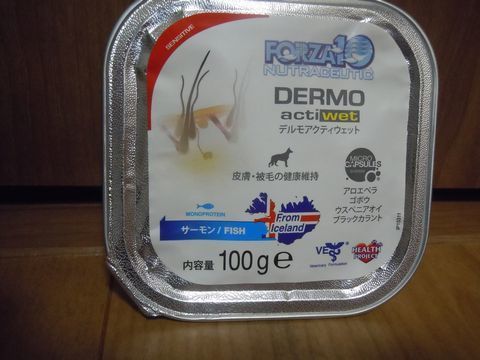 SENSITIVE
FORZA10
NUTRACEUTIC
DERMO
actiwet
デルモアクティウェット
皮膚・被毛の健康維持
MICRO
CAPSULES
アロエベラ
ゴボウ
ウスベニアオイ
ブラックカラント
MONOPROTEIN
サーモン / FISH
From
Iceland
内容量 100g e
VET
Veterinary Formulation
HEALTH
PROJECT